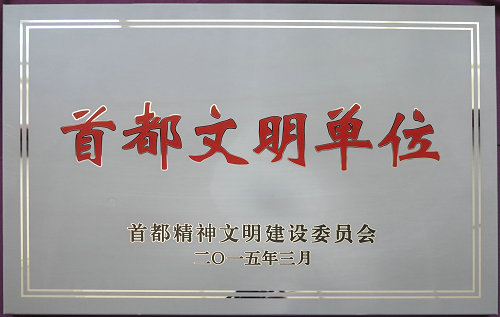 首都文明单位
首都精神文明建设委员会
二〇一五年三月